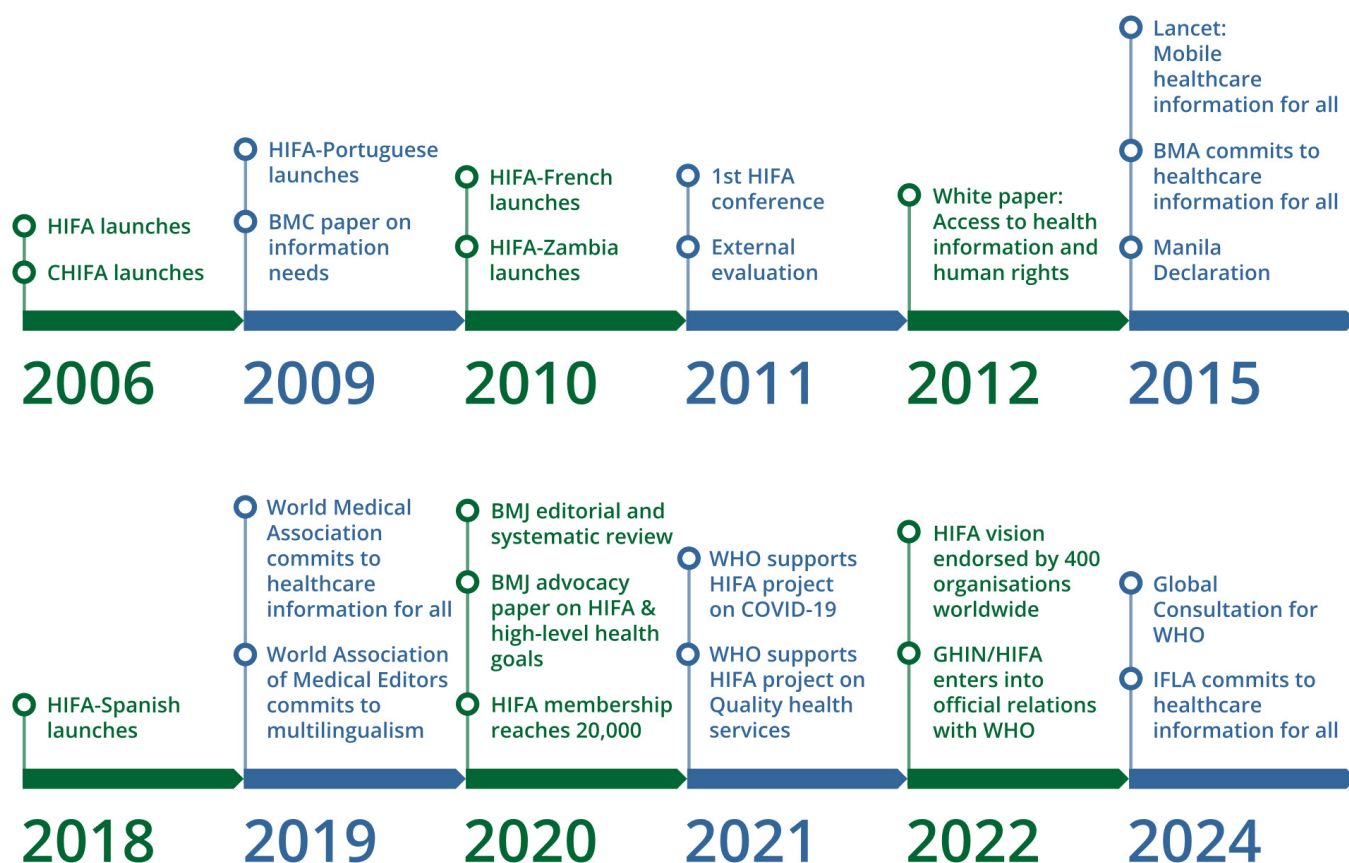 HIFA launches
CHIFA launches
2006
HIFA-Portuguese
launches
BMC paper on
information
needs
2009
HIFA-French
launches
HIFA-Zambia
launches
2010
1st HIFA
conference
External
evaluation
2011
White paper:
Access to health
information and
human rights
2012
Lancet:
Mobile
healthcare
information for all
BMA commits to
healthcare
information for all
Manila
Declaration
2015
HIFA-Spanish
launches
2018
World Medical
Association
commits to
healthcare
information for all
World Association
of Medical Editors
commits to
multilingualism
2019
BMJ editorial and
systematic review
BMJ advocacy
paper on HIFA &
high-level health
goals
HIFA membership
reaches 20,000
2020
WHO supports
HIFA project
on COVID-19
WHO supports
HIFA project on
Quality health
services
2021
HIFA vision
endorsed by 400
organisations
worldwide
GHIN/HIFA
enters into
official relations
with WHO
2022
Global
Consultation for
WHO
IFLA commits to
healthcare
information for all
2024